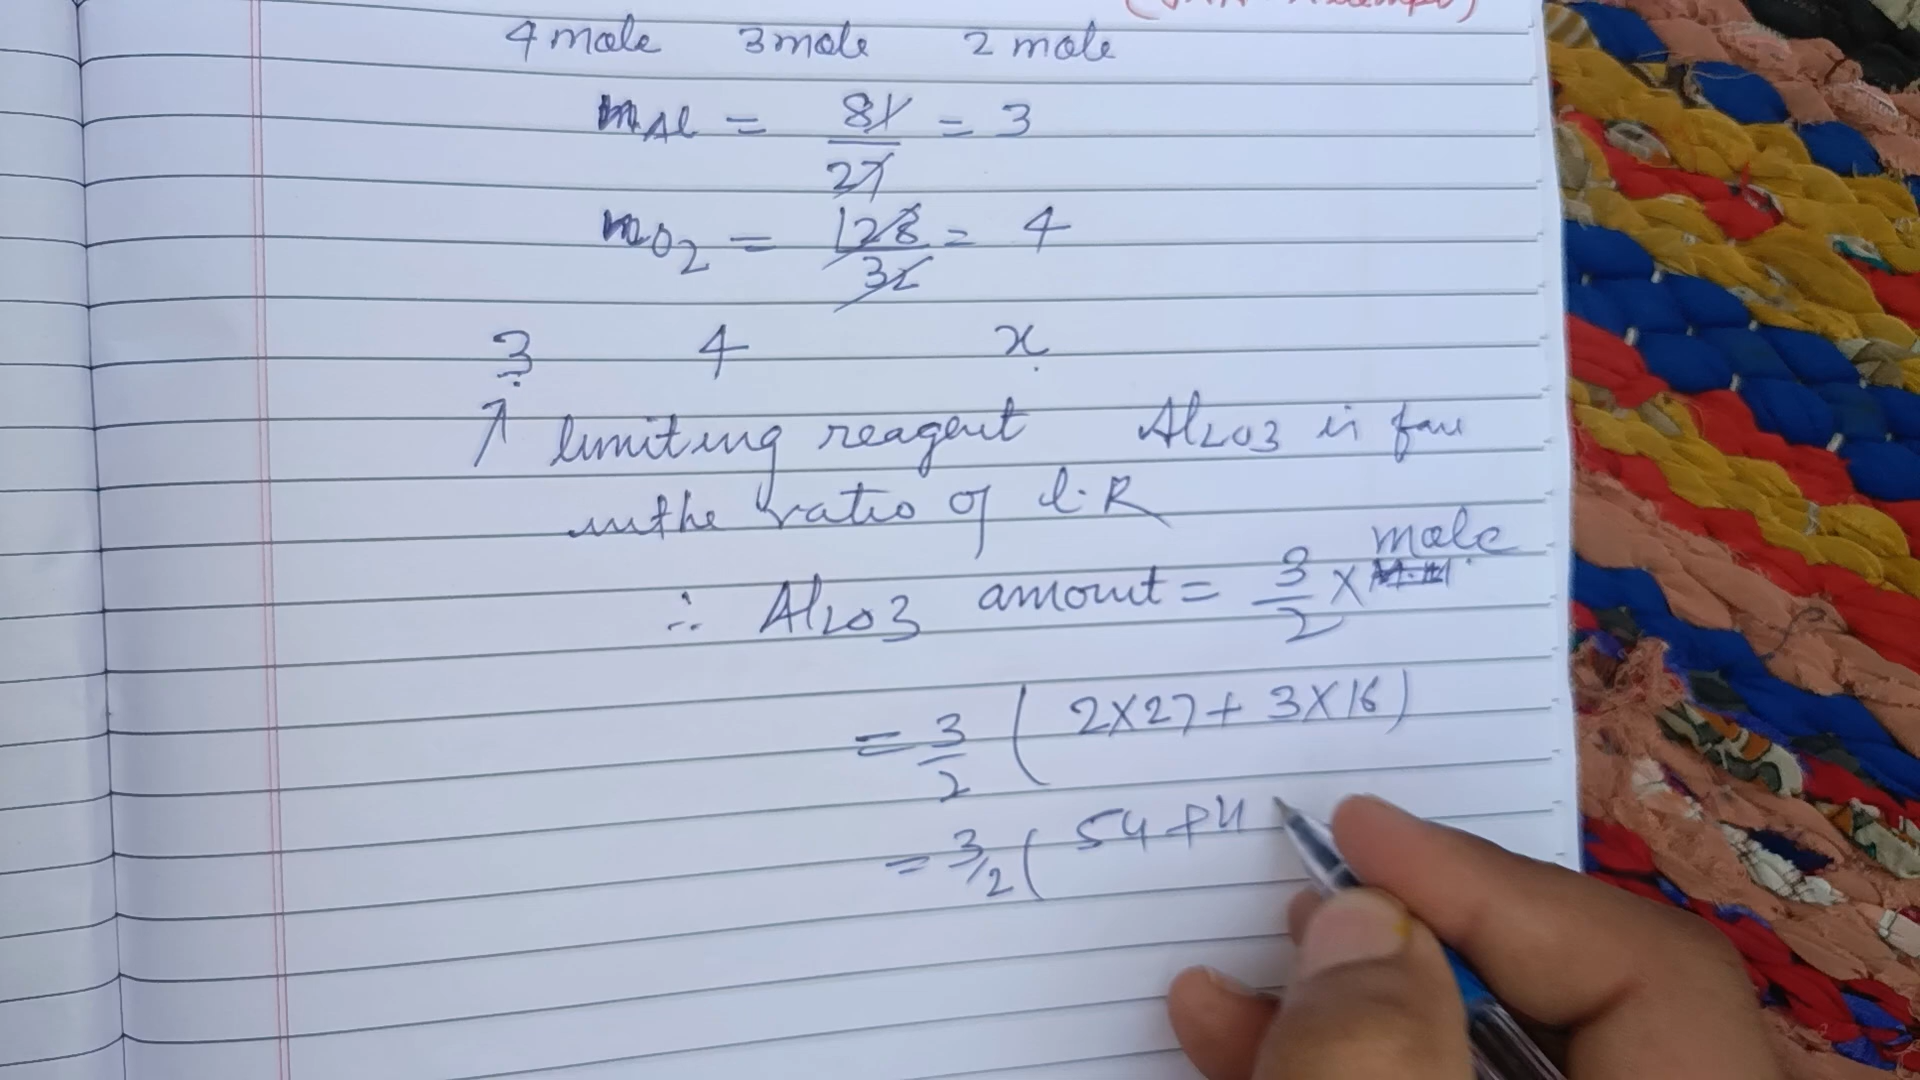 4 mole 3 mole 2 mole
nAl = 81/27 = 3
nO2 = 128/32 = 4
3 4 x
↑ limiting reagent Al2O3 is
in the ratio of L.R
∴ Al2O3 amount = 3/2 × mole
= 3/2 ( 2×27 + 3×16 )
= 3/2 ( 54 + 4